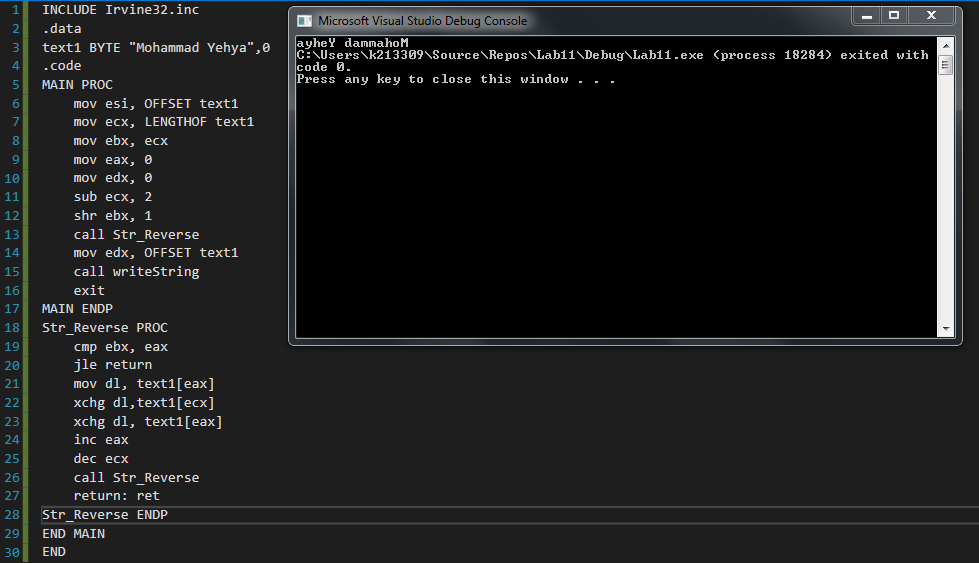 1 INCLUDE Irvine32.inc
2 .data
3 text1 BYTE "Mohammad Yehya",0
4 .code
5 MAIN PROC
6 mov esi, OFFSET text1
7 mov ecx, LENGTHOF text1
8 mov ebx, ecx
9 mov eax, 0
10 mov edx, 0
11 sub ecx, 2
12 shr ebx, 1
13 call Str_Reverse
14 mov edx, OFFSET text1
15 call writeString
16 exit
17 MAIN ENDP
18 Str_Reverse PROC
19 cmp ebx, eax
20 jle return
21 mov dl, text1[eax]
22 xchg dl,text1[ecx]
23 xchg dl, text1[eax]
24 inc eax
25 dec ecx
26 call Str_Reverse
27 return: ret
28 Str_Reverse ENDP
29 END MAIN
30 END
Microsoft Visual Studio Debug Console
ayheY dammahoM
C:\Users\k213309\Source\Repos\Lab11\Debug\Lab11.exe (process 18284) exited with
code 0.
Press any key to close this window . . .